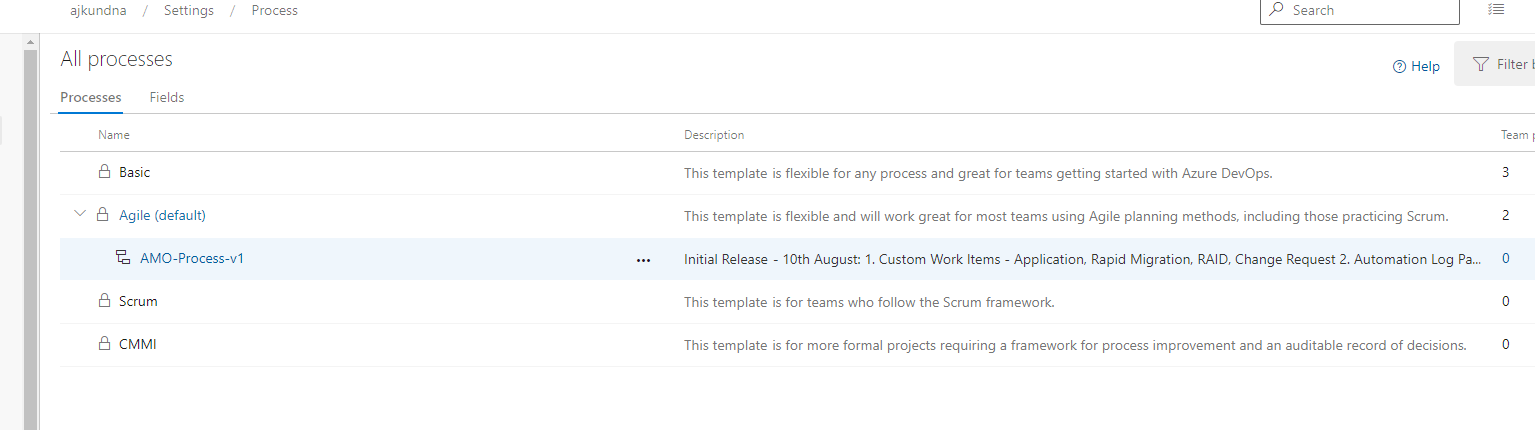 ajkundna / Settings / Process
Search
All processes
Help
Filter
Processes Fields
Name Description Team
Basic This template is flexible for any process and great for teams getting started with Azure DevOps. 3
Agile (default) This template is flexible and will work great for most teams using Agile planning methods, including those practicing Scrum. 2
AMO-Process-v1 ... Initial Release - 10th August: 1. Custom Work Items - Application, Rapid Migration, RAID, Change Request 2. Automation Log Pa... 0
Scrum This template is for teams who follow the Scrum framework. 0
CMMI This template is for more formal projects requiring a framework for process improvement and an auditable record of decisions. 0